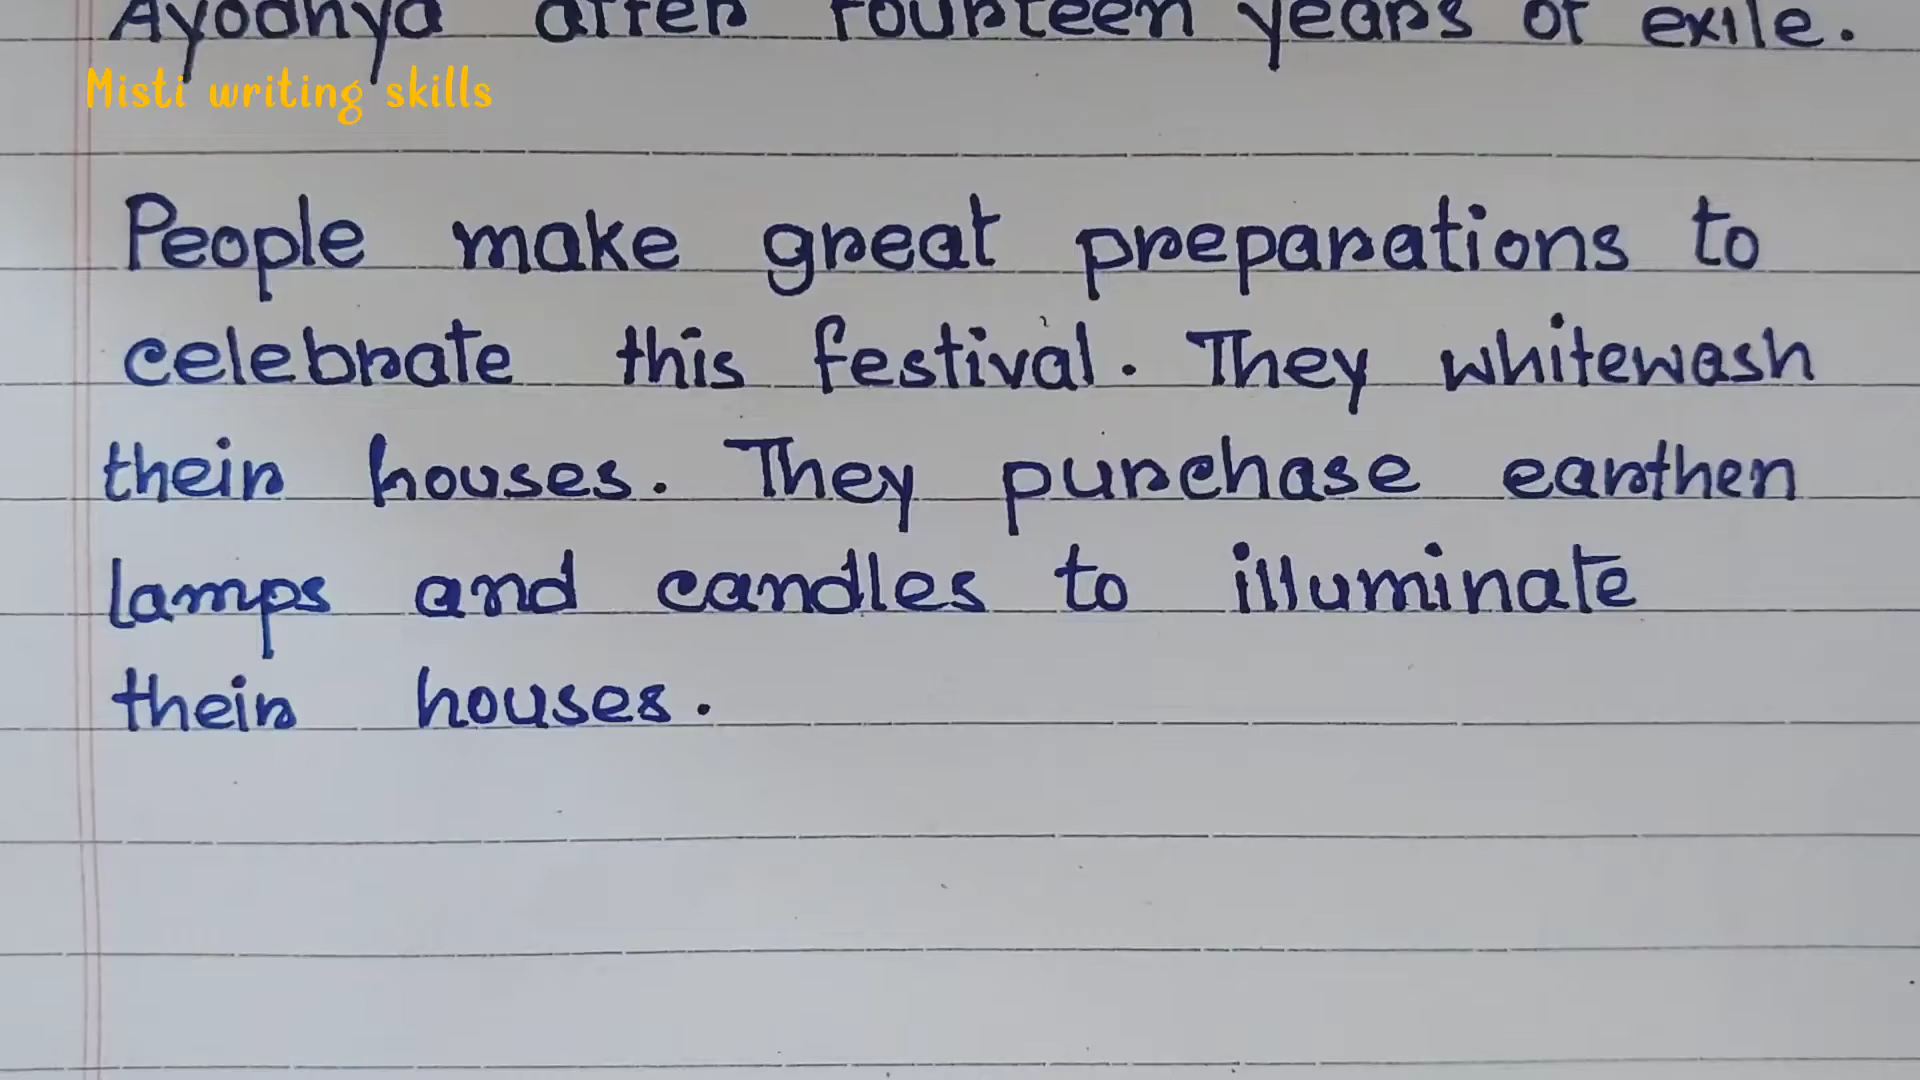 Ayodhya after fourteen years of exile.
Misti writing skills
People make great preparations to
celebrate this festival. They whitewash
their houses. They purchase earthen
lamps and candles to illuminate
their houses.